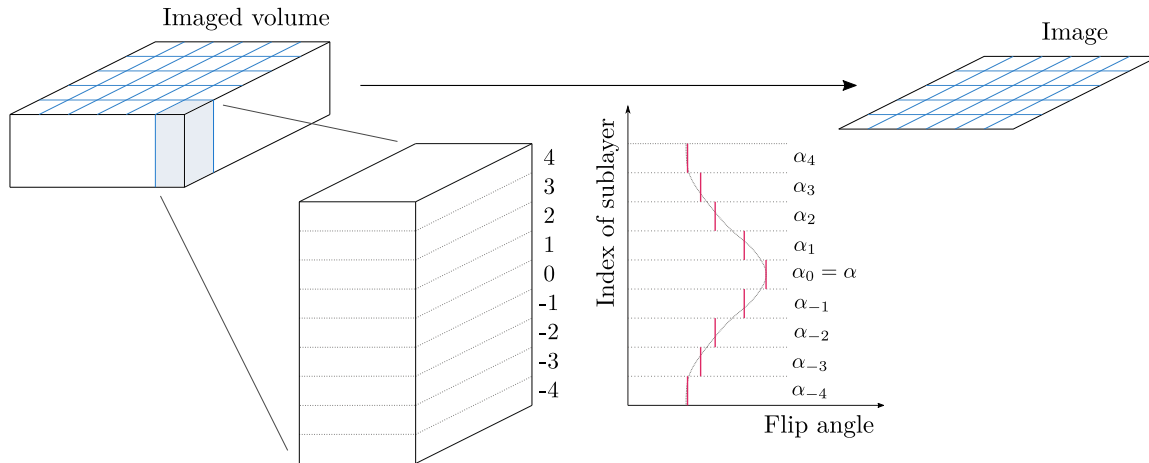 Imaged volume
Image
4
3
2
1
0
-1
-2
-3
-4
Index of sublayer
α₄
α₃
α₂
α₁
α₀ = α
α₋₁
α₋₂
α₋₃
α₋₄
Flip angle